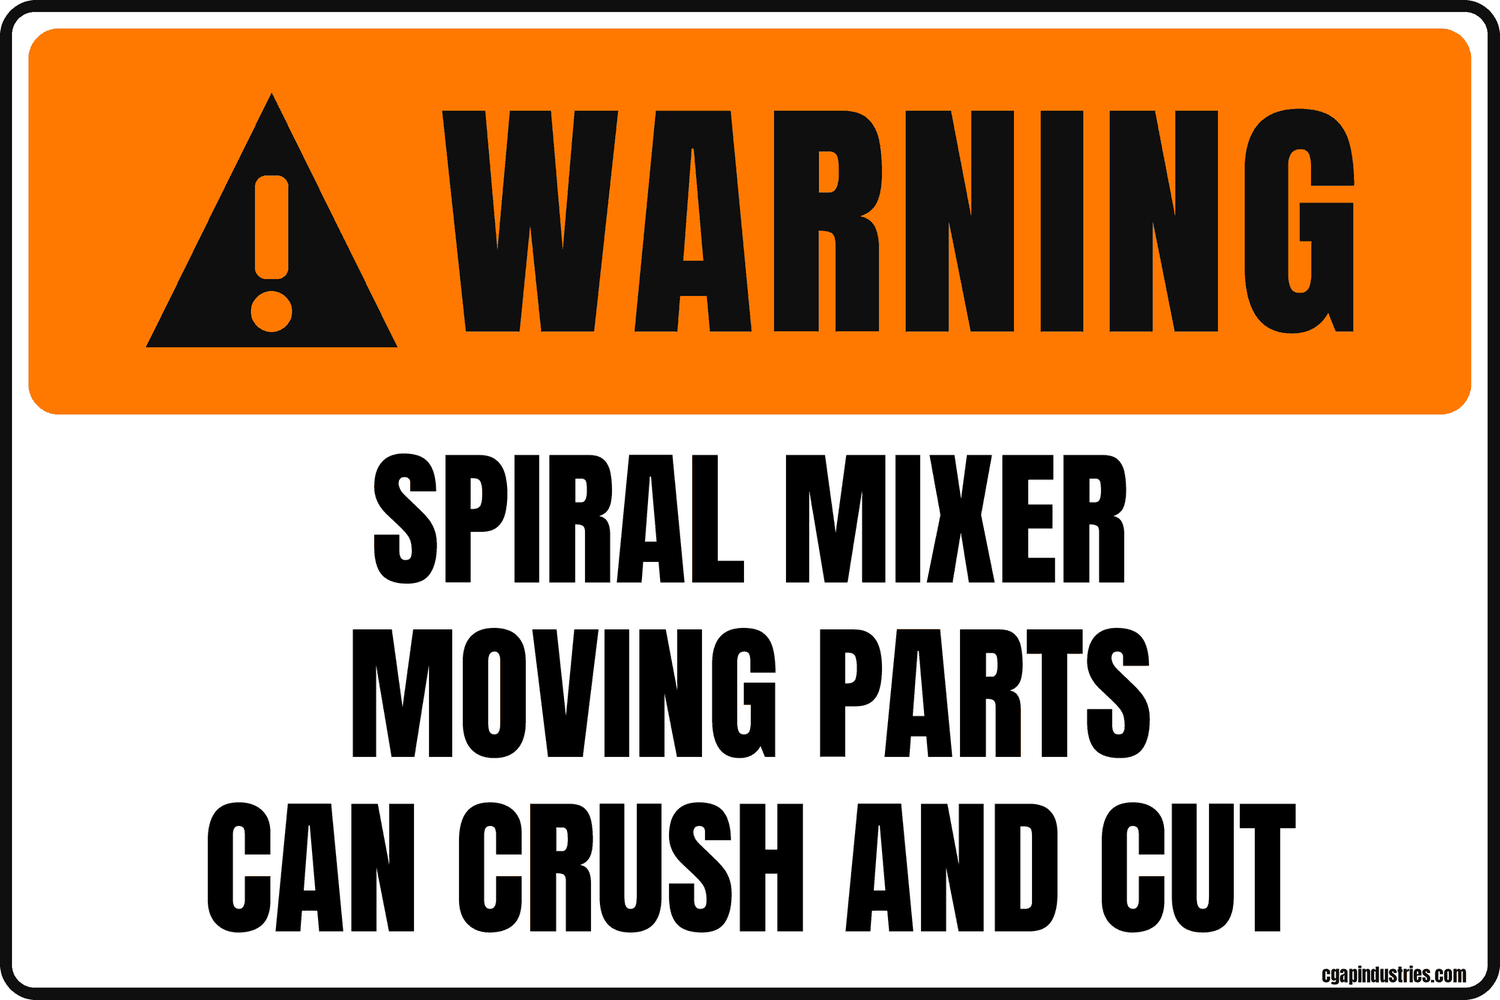 WARNING
SPIRAL MIXER
MOVING PARTS
CAN CRUSH AND CUT
cgapindustries.com